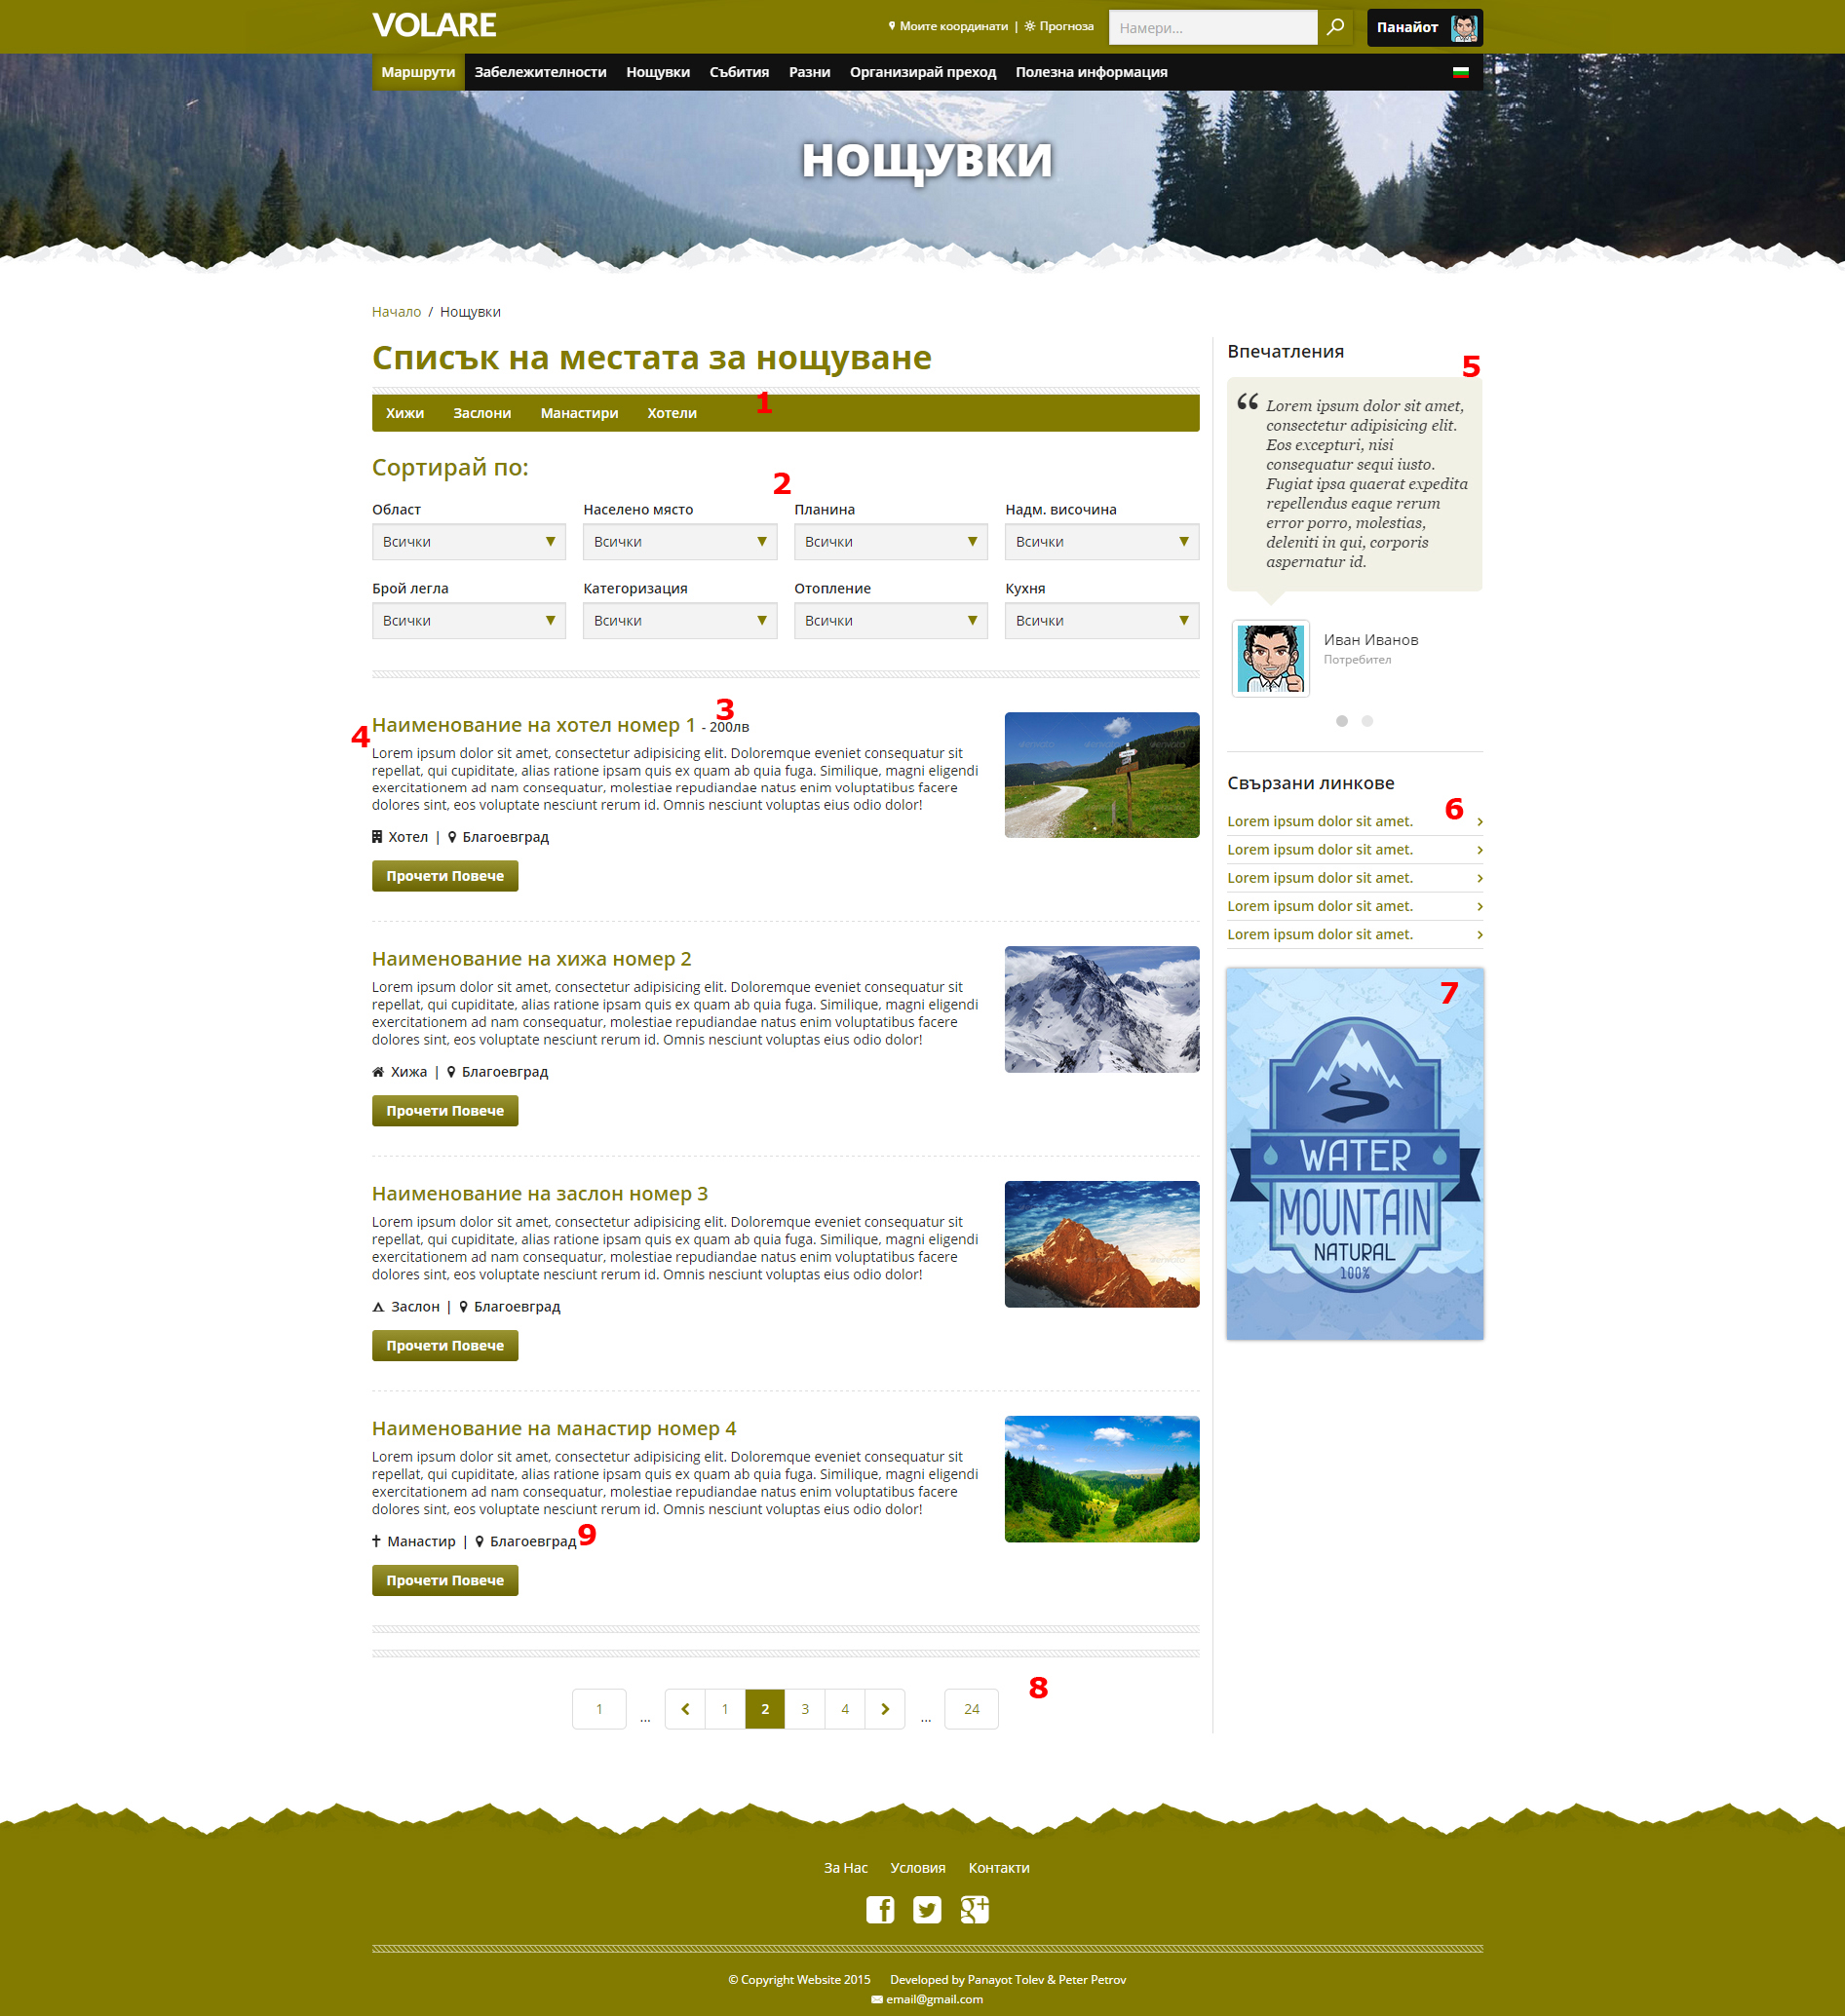 VOLARE
Моите координати | Прогноза
Намери...
Панайот
Маршрути Забележителности Нощувки Събития Разни Организирай преход Полезна информация
НОЩУВКИ
Начало / Нощувки
Списък на местата за нощуване
1
Хижи Заслони Манастири Хотели
Сортирай по:
2
Област Населено място Планина Надм. височина
Всички Всички Всички Всички
Брой легла Категоризация Отопление Кухня
Всички Всички Всички Всички
3
4
Наименование на хотел номер 1 - 200лв
Lorem ipsum dolor sit amet, consectetur adipisicing elit. Doloremque eveniet consequatur sit
repellat, qui cupiditate, alias ratione ipsam quis ex quam ab quia fuga. Similique, magni eligendi
exercitationem ad nam consequatur, molestiae repudiandae natus enim voluptatibus facere
dolores sint, eos voluptate nesciunt rerum id. Omnis nesciunt voluptas eius odio dolor!
Хотел | Благоевград
Прочети Повече
Наименование на хижа номер 2
Lorem ipsum dolor sit amet, consectetur adipisicing elit. Doloremque eveniet consequatur sit
repellat, qui cupiditate, alias ratione ipsam quis ex quam ab quia fuga. Similique, magni eligendi
exercitationem ad nam consequatur, molestiae repudiandae natus enim voluptatibus facere
dolores sint, eos voluptate nesciunt rerum id. Omnis nesciunt voluptas eius odio dolor!
Хижа | Благоевград
Прочети Повече
Наименование на заслон номер 3
Lorem ipsum dolor sit amet, consectetur adipisicing elit. Doloremque eveniet consequatur sit
repellat, qui cupiditate, alias ratione ipsam quis ex quam ab quia fuga. Similique, magni eligendi
exercitationem ad nam consequatur, molestiae repudiandae natus enim voluptatibus facere
dolores sint, eos voluptate nesciunt rerum id. Omnis nesciunt voluptas eius odio dolor!
Заслон | Благоевград
Прочети Повече
Наименование на манастир номер 4
Lorem ipsum dolor sit amet, consectetur adipisicing elit. Doloremque eveniet consequatur sit
repellat, qui cupiditate, alias ratione ipsam quis ex quam ab quia fuga. Similique, magni eligendi
exercitationem ad nam consequatur, molestiae repudiandae natus enim voluptatibus facere
dolores sint, eos voluptate nesciunt rerum id. Omnis nesciunt voluptas eius odio dolor!
Манастир | Благоевград 9
Прочети Повече
8
1 ... 1 2 3 4 ... 24
Впечатления
5
“ Lorem ipsum dolor sit amet,
consectetur adipisicing elit.
Eos excepturi, nisi
consequatur sequi iusto.
Fugiat ipsa quaerat expedita
repellendus eaque rerum
error porro, molestias,
deleniti in qui, corporis
aspernatur id.
Иван Иванов
Потребител
Свързани линкове
6
Lorem ipsum dolor sit amet.
Lorem ipsum dolor sit amet.
Lorem ipsum dolor sit amet.
Lorem ipsum dolor sit amet.
Lorem ipsum dolor sit amet.
7
WATER
MOUNTAIN
NATURAL
100%
За Нас Условия Контакти
© Copyright Website 2015 Developed by Panayot Tolev & Peter Petrov
email@gmail.com